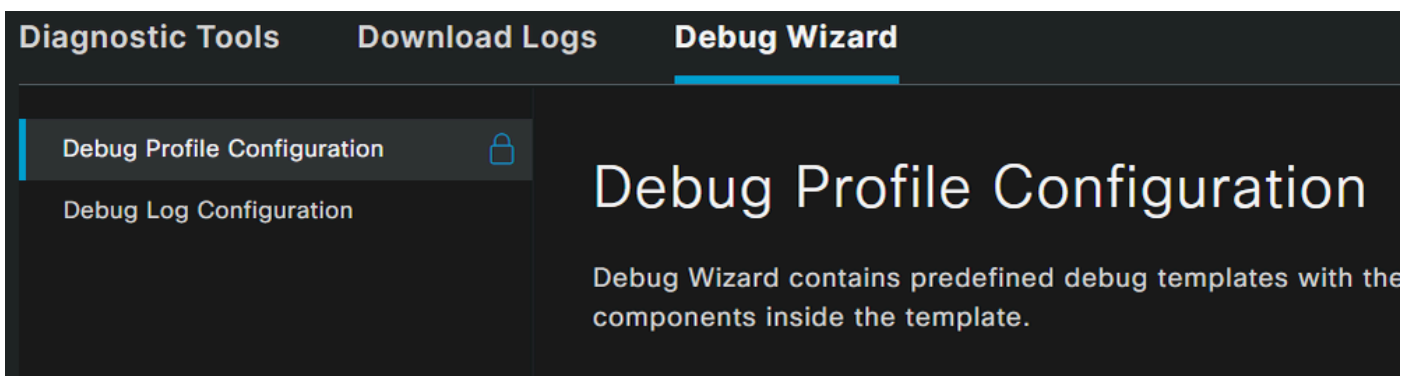 Diagnostic Tools Download Logs Debug Wizard
Debug Profile Configuration
Debug Log Configuration
Debug Profile Configuration
Debug Wizard contains predefined debug templates with the
components inside the template.